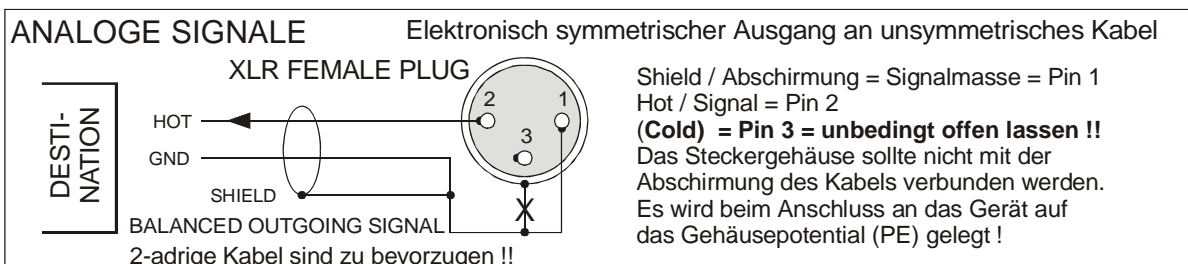 ANALOGE SIGNALE
Elektronisch symmetrischer Ausgang an unsymmetrisches Kabel
XLR FEMALE PLUG
DESTI-
NATION
HOT
GND
SHIELD
2
1
3
X
BALANCED OUTGOING SIGNAL
2-adrige Kabel sind zu bevorzugen !!
Shield / Abschirmung = Signalmasse = Pin 1
Hot / Signal = Pin 2
(Cold) = Pin 3 = unbedingt offen lassen !!
Das Steckergehäuse sollte nicht mit der
Abschirmung des Kabels verbunden werden.
Es wird beim Anschluss an das Gerät auf
das Gehäusepotential (PE) gelegt !